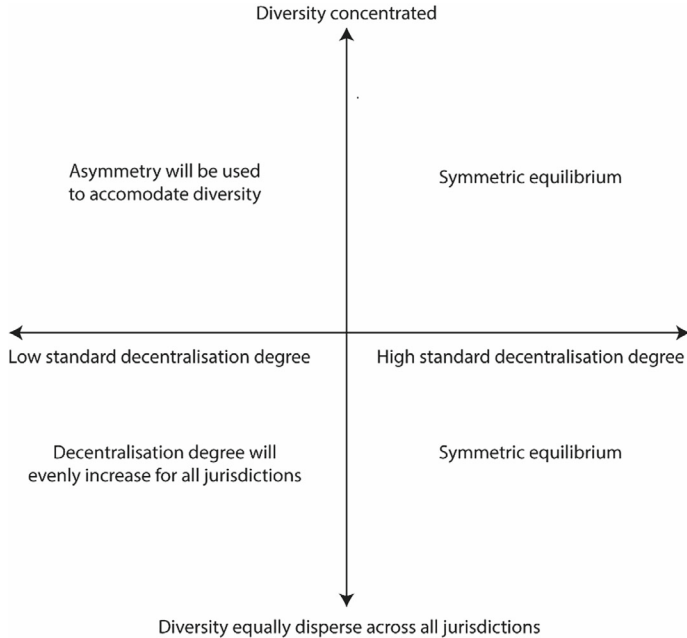 Diversity concentrated
Asymmetry will be used
to accomodate diversity
Symmetric equilibrium
Low standard decentralisation degree
High standard decentralisation degree
Decentralisation degree will
evenly increase for all jurisdictions
Symmetric equilibrium
Diversity equally disperse across all jurisdictions